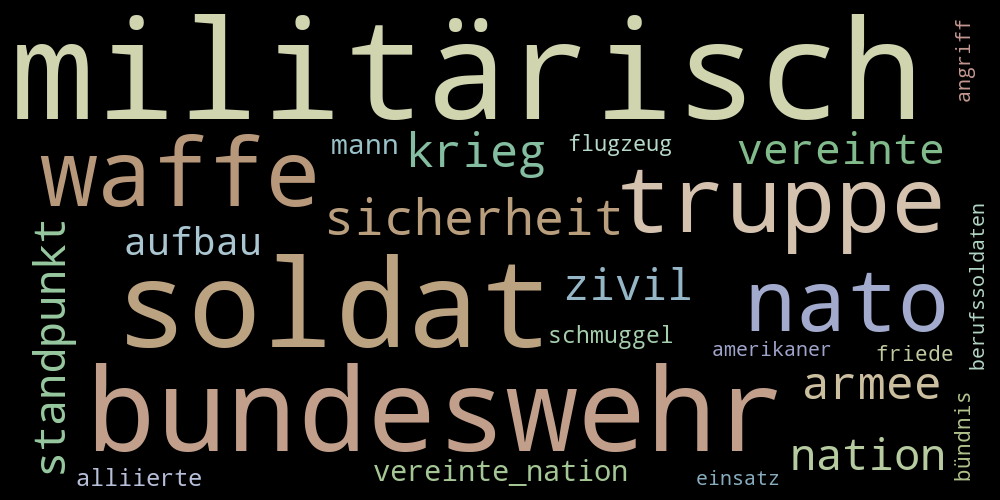 militärisch
angriff
waffe
mann
krieg
flugzeug
vereinte
sicherheit
truppe
aufbau
standpunkt
soldat
zivil
nato
berufssoldaten
schmuggel
amerikaner
friede
bundeswehr
armee
bündnis
nation
alliierte
vereinte_nation
einsatz